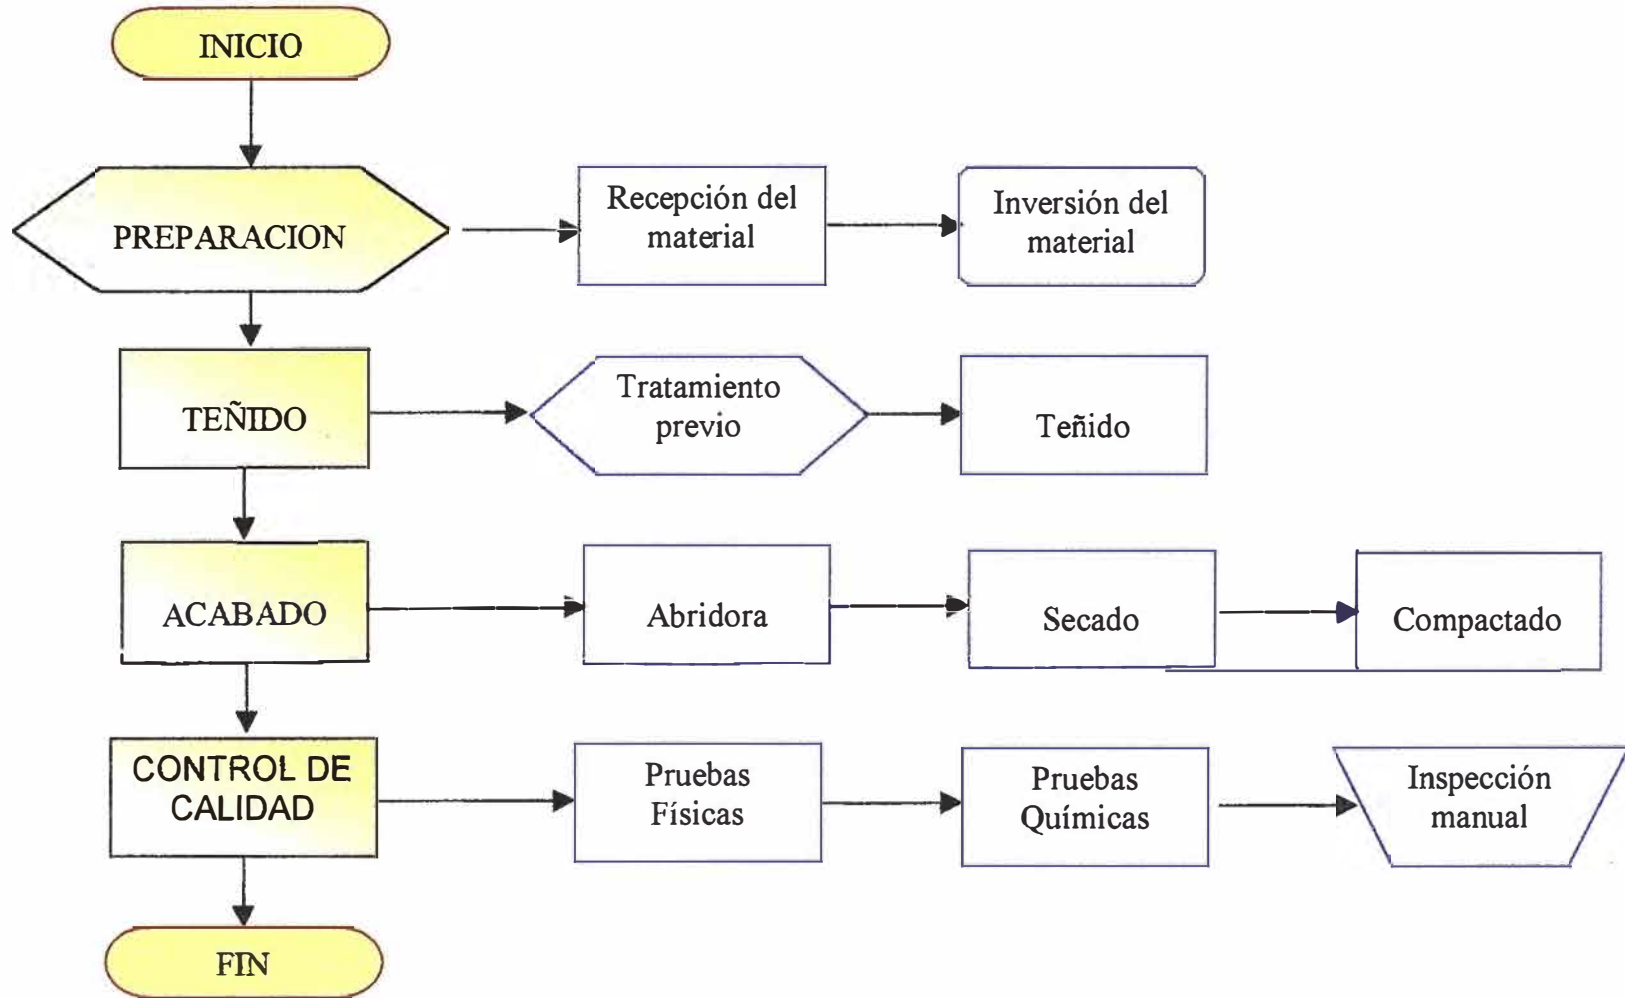 INICIO
PREPARACION
Recepción del
material
Inversión del
material
TEÑIDO
Tratamiento
previo
Teñido
ACABADO
Abridora
Secado
Compactado
CONTROL DE
CALIDAD
Pruebas
Físicas
Pruebas
Químicas
Inspección
manual
FIN